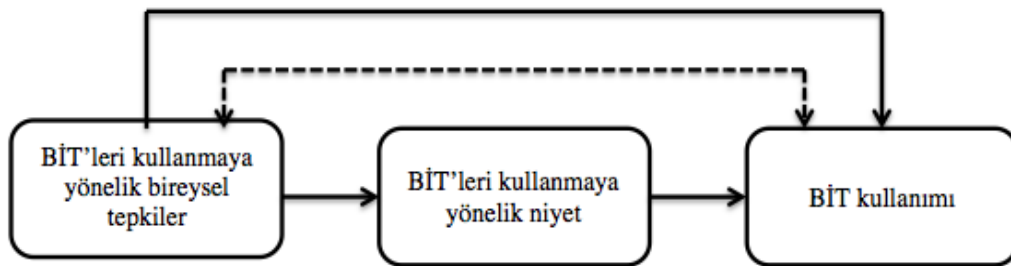 BİT’leri kullanmaya
yönelik bireysel
tepkiler
BİT’leri kullanmaya
yönelik niyet
BİT kullanımı